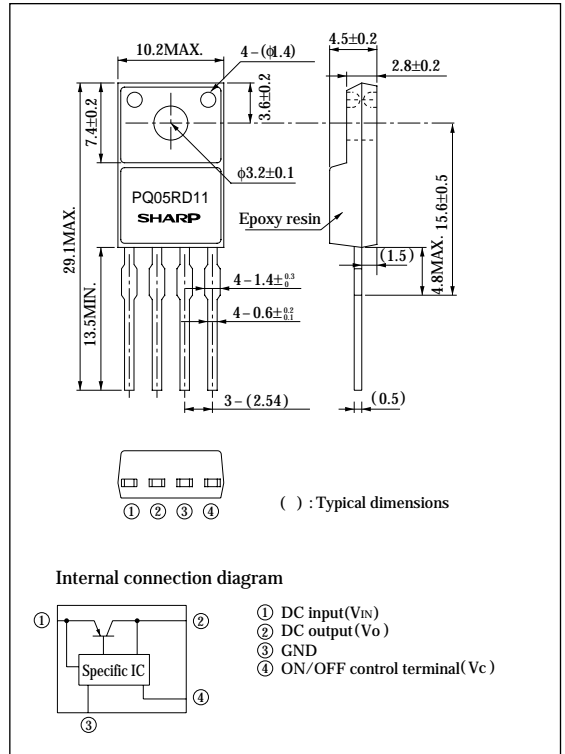 4.5±0.2
10.2MAX.
4–(φ1.4)
2.8±0.2
3.6±0.2
7.4±0.2
φ3.2±0.1
PQ05RD11
SHARP
Epoxy resin
29.1MAX.
15.6±0.5
4.8MAX.
(1.5)
13.5MIN.
4–1.4± 0.3 0
4–0.6± 0.2 0.1
3–(2.54)
(0.5)
① ② ③ ④
( ) : Typical dimensions
Internal connection diagram
①
②
Specific IC
④
③
① DC input(VIN)
② DC output(Vo)
③ GND
④ ON/OFF control terminal(Vc)